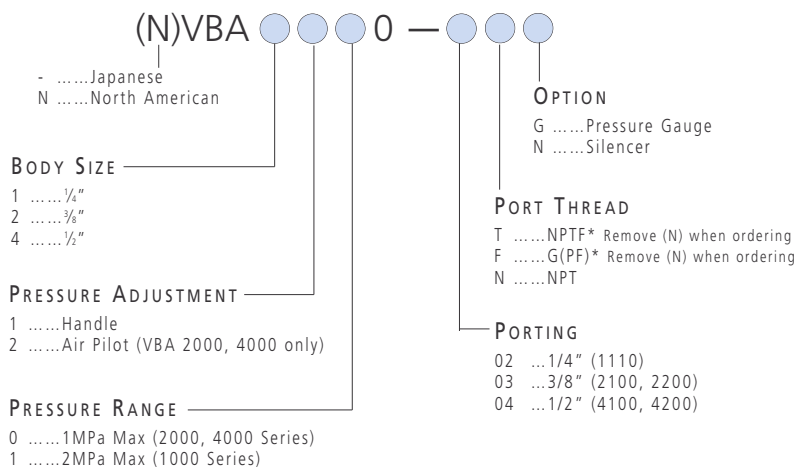 (N)VBA 0 –
- ......Japanese
N ......North American
OPTION
G ......Pressure Gauge
N ......Silencer
BODY SIZE
1 ......1/4"
2 ......3/8"
4 ......1/2"
PORT THREAD
T ......NPTF* Remove (N) when ordering
F ......G(PF)* Remove (N) when ordering
N ......NPT
PRESSURE ADJUSTMENT
1 ......Handle
2 ......Air Pilot (VBA 2000, 4000 only)
PORTING
02 ...1/4" (1110)
03 ...3/8" (2100, 2200)
04 ...1/2" (4100, 4200)
PRESSURE RANGE
0 ......1MPa Max (2000, 4000 Series)
1 ......2MPa Max (1000 Series)